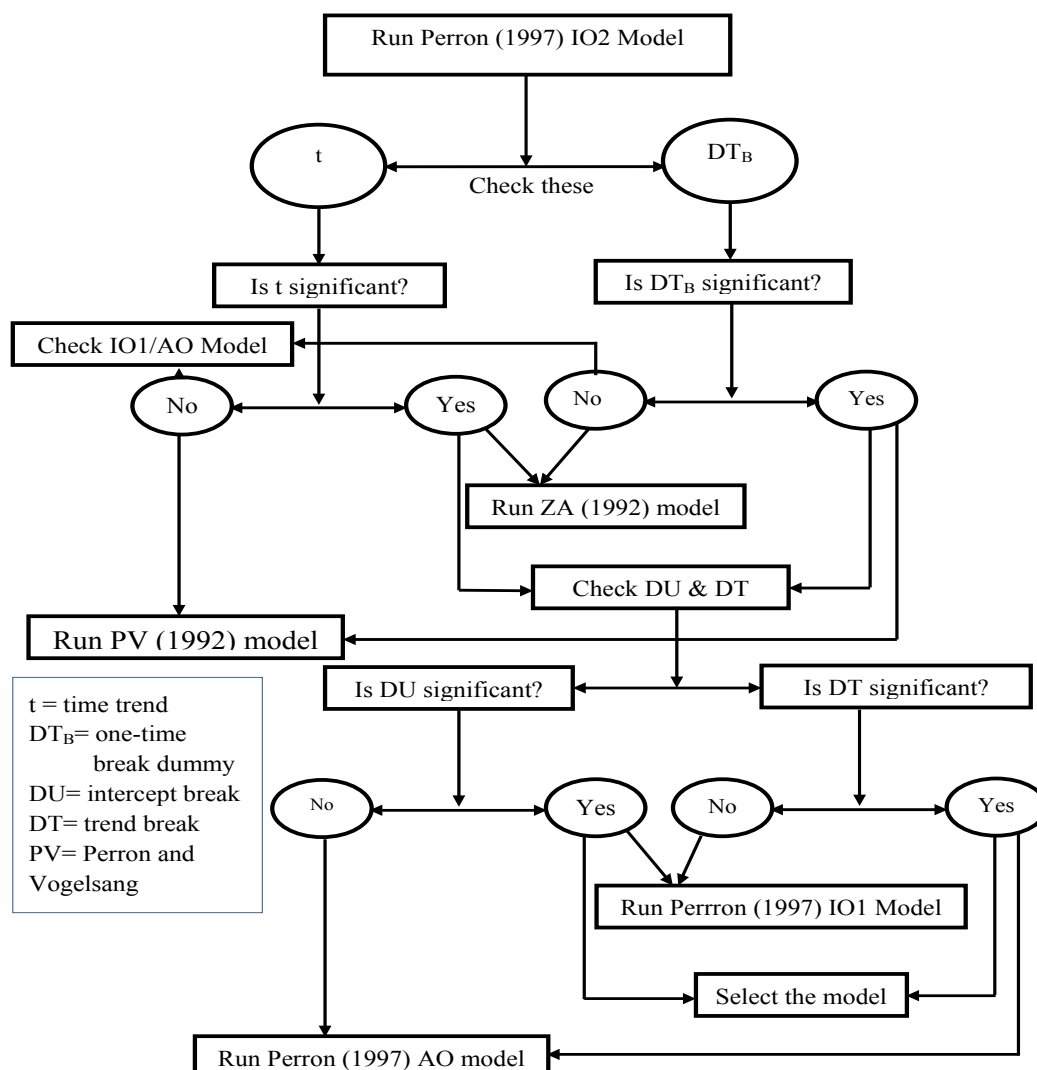 Run Perron (1997) IO2 Model
t
DTB
Check these
Is t significant?
Is DTB significant?
Check IO1/AO Model
No
Yes
No
Yes
Run ZA (1992) model
Check DU & DT
Run PV (1992) model
Is DU significant?
Is DT significant?
t = time trend
DTB= one-time
break dummy
DU= intercept break
DT= trend break
PV= Perron and
Vogelsang
No
Yes
No
Yes
Run Perrron (1997) IO1 Model
Select the model
Run Perron (1997) AO model